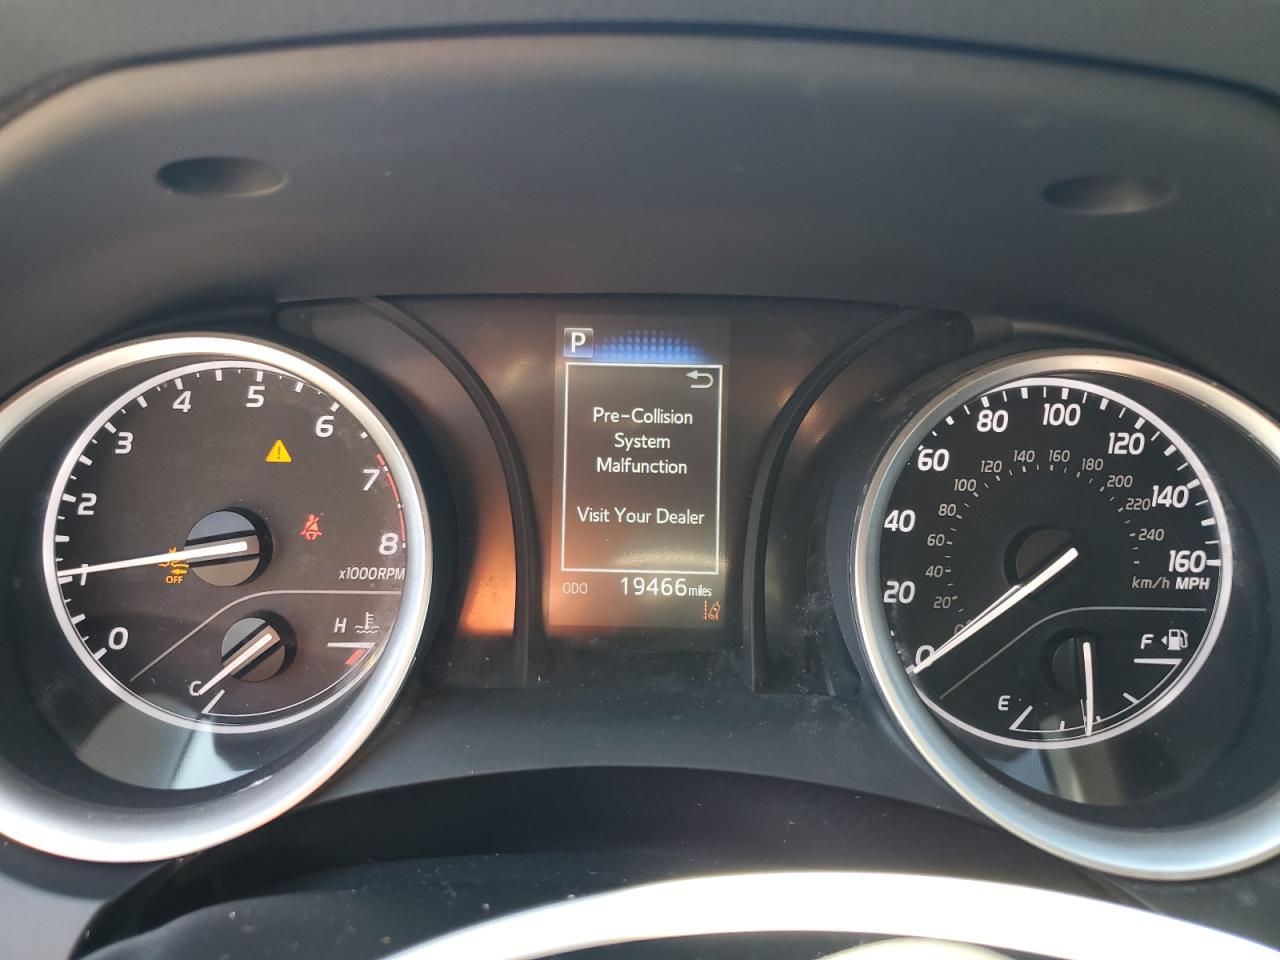 4
5
6
3
7
2
8
1
x1000RPM
OFF
0
H
C
P
Pre-Collision
System
Malfunction
Visit Your Dealer
ODO 19466 miles
80
100
120
60
140
40
160
20
0
km/h MPH
120
140
160
180
100
200
80
220
60
240
40
20
F
E